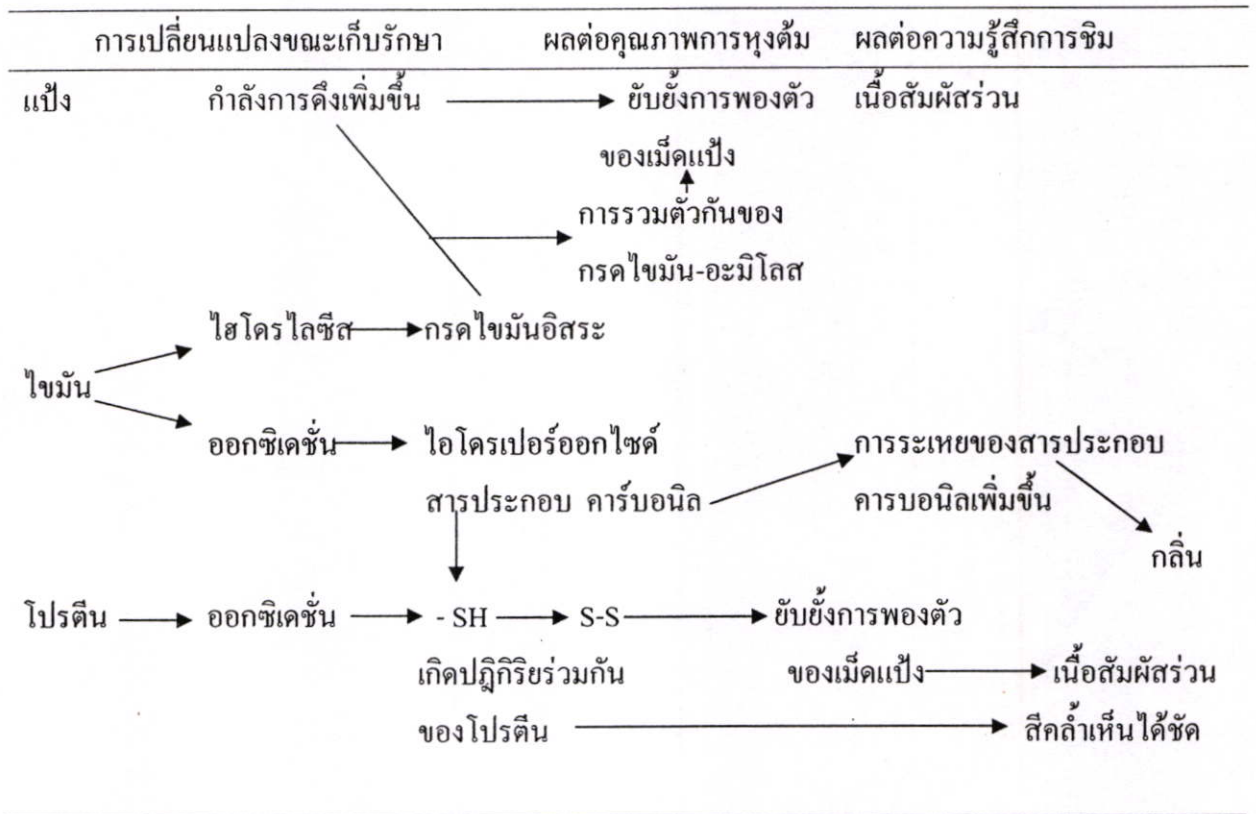 การเปลี่ยนแปลงขณะเก็บรักษา ผลต่อคุณภาพการหุงต้ม ผลต่อความรู้สึกการชิม
แป้ง กำลังการดึงเพิ่มขึ้น ยับยั้งการพองตัว เนื้อสัมผัสร่วน
ของเม็ดแป้ง
การรวมตัวกันของ
กรดไขมัน-อะมิโลส
ไฮโดรไลซีส กรดไขมันอิสระ
ไขมัน
ออกซิเดชั่น ไอโดรเปอร์ออกไซด์ การระเหยของสารประกอบ
สารประกอบ คาร์บอนิล คารบอนิลเพิ่มขึ้น
กลิ่น
โปรตีน ออกซิเดชั่น - SH S-S ยับยั้งการพองตัว
เกิดปฎิกิริยร่วมกัน ของเม็ดแป้ง เนื้อสัมผัสร่วน
ของโปรตีน สีคล้ำเห็นได้ชัด